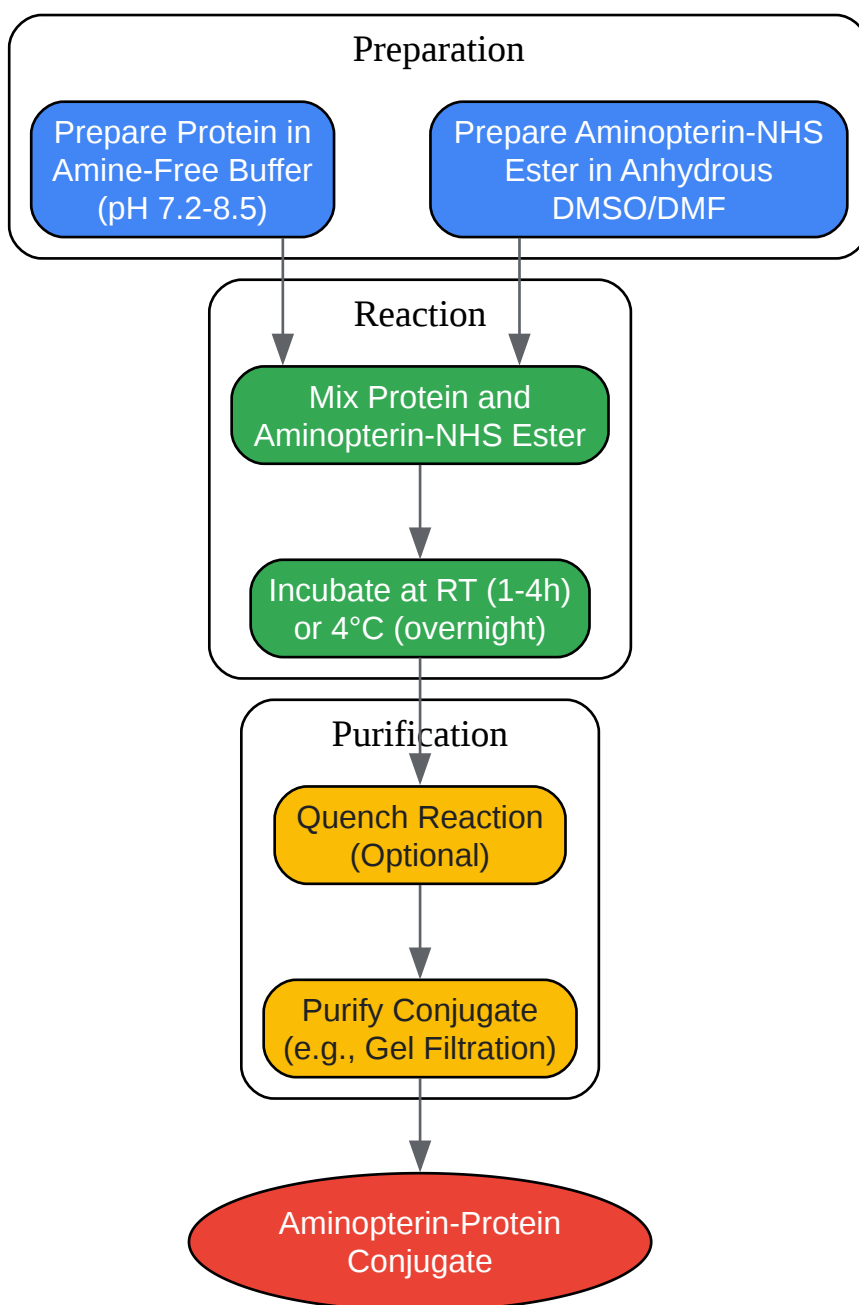 Preparation
Prepare Protein in
Amine-Free Buffer
(pH 7.2-8.5)
Prepare Aminopterin-NHS
Ester in Anhydrous
DMSO/DMF
Reaction
Mix Protein and
Aminopterin-NHS Ester
Incubate at RT (1-4h)
or 4°C (overnight)
Purification
Quench Reaction
(Optional)
Purify Conjugate
(e.g., Gel Filtration)
Aminopterin-Protein
Conjugate